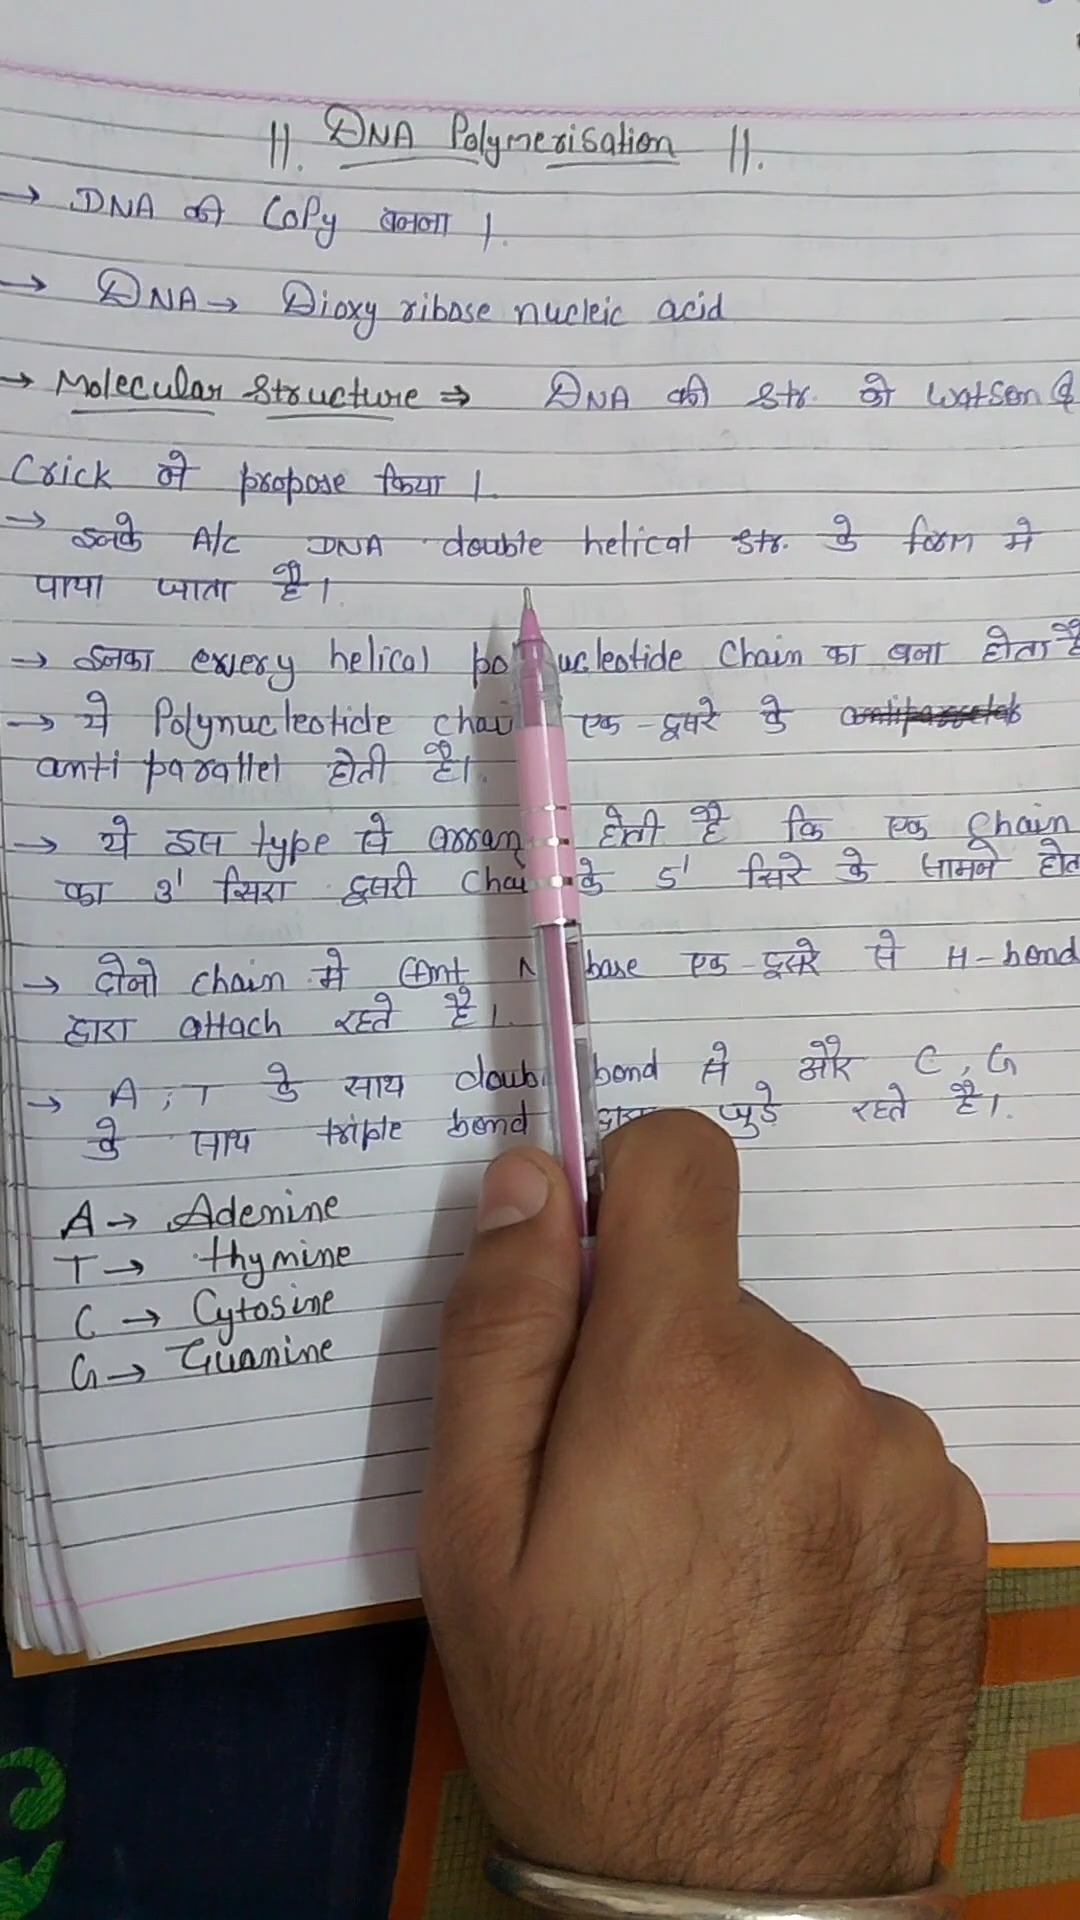 ||. DNA Polymerisation ||.
→ DNA की Copy बनना |.
→ DNA → Dioxy ribose nucleic acid
→ Molecular Structure ⇒ DNA की Str. को Watson &
Crick ने propose किया |.
→ इनके A/c DNA double helical Str. के form मे
पाया जाता है|.
→ इनका every helical po ucleotide Chain का बना होता है
→ ये Polynucleotide chai एक-दूसरे के
anti parallel होती है|.
→ ये इस type से arran होती है कि एक Chain
का 3' सिरा दूसरी Chai के 5' सिरे के सामने होत
→ दोनो chain मे N base एक-दूसरे से H-bond
द्वारा attach रहते है|.
→ A, T के साथ doub bond से और C, G
के साथ triple bond द्वारा जुड़े रहते है|.
A → Adenine
T → thymine
C → Cytosine
G → Guanine